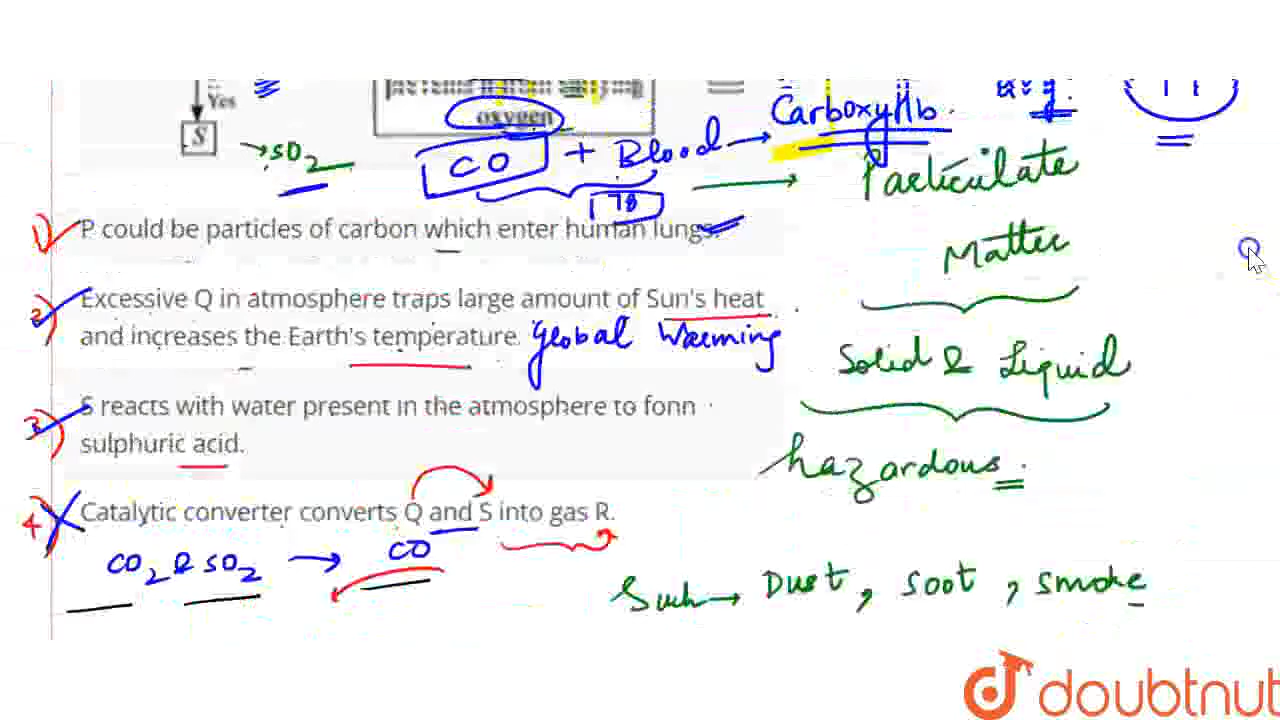 Yes
oxygen
CarboxyHb.
S
→SO2
CO + Blood →
78
Particulate
Matter
1) P could be particles of carbon which enter human lungs.
2) Excessive Q in atmosphere traps large amount of Sun's heat
and increases the Earth's temperature. Global Warming
Solid & Liquid
3) S reacts with water present in the atmosphere to fonn
sulphuric acid.
hazardous.
4) Catalytic converter converts Q and S into gas R.
CO2 & SO2 → CO
Such → Dust, Soot, Smoke
doubtnut